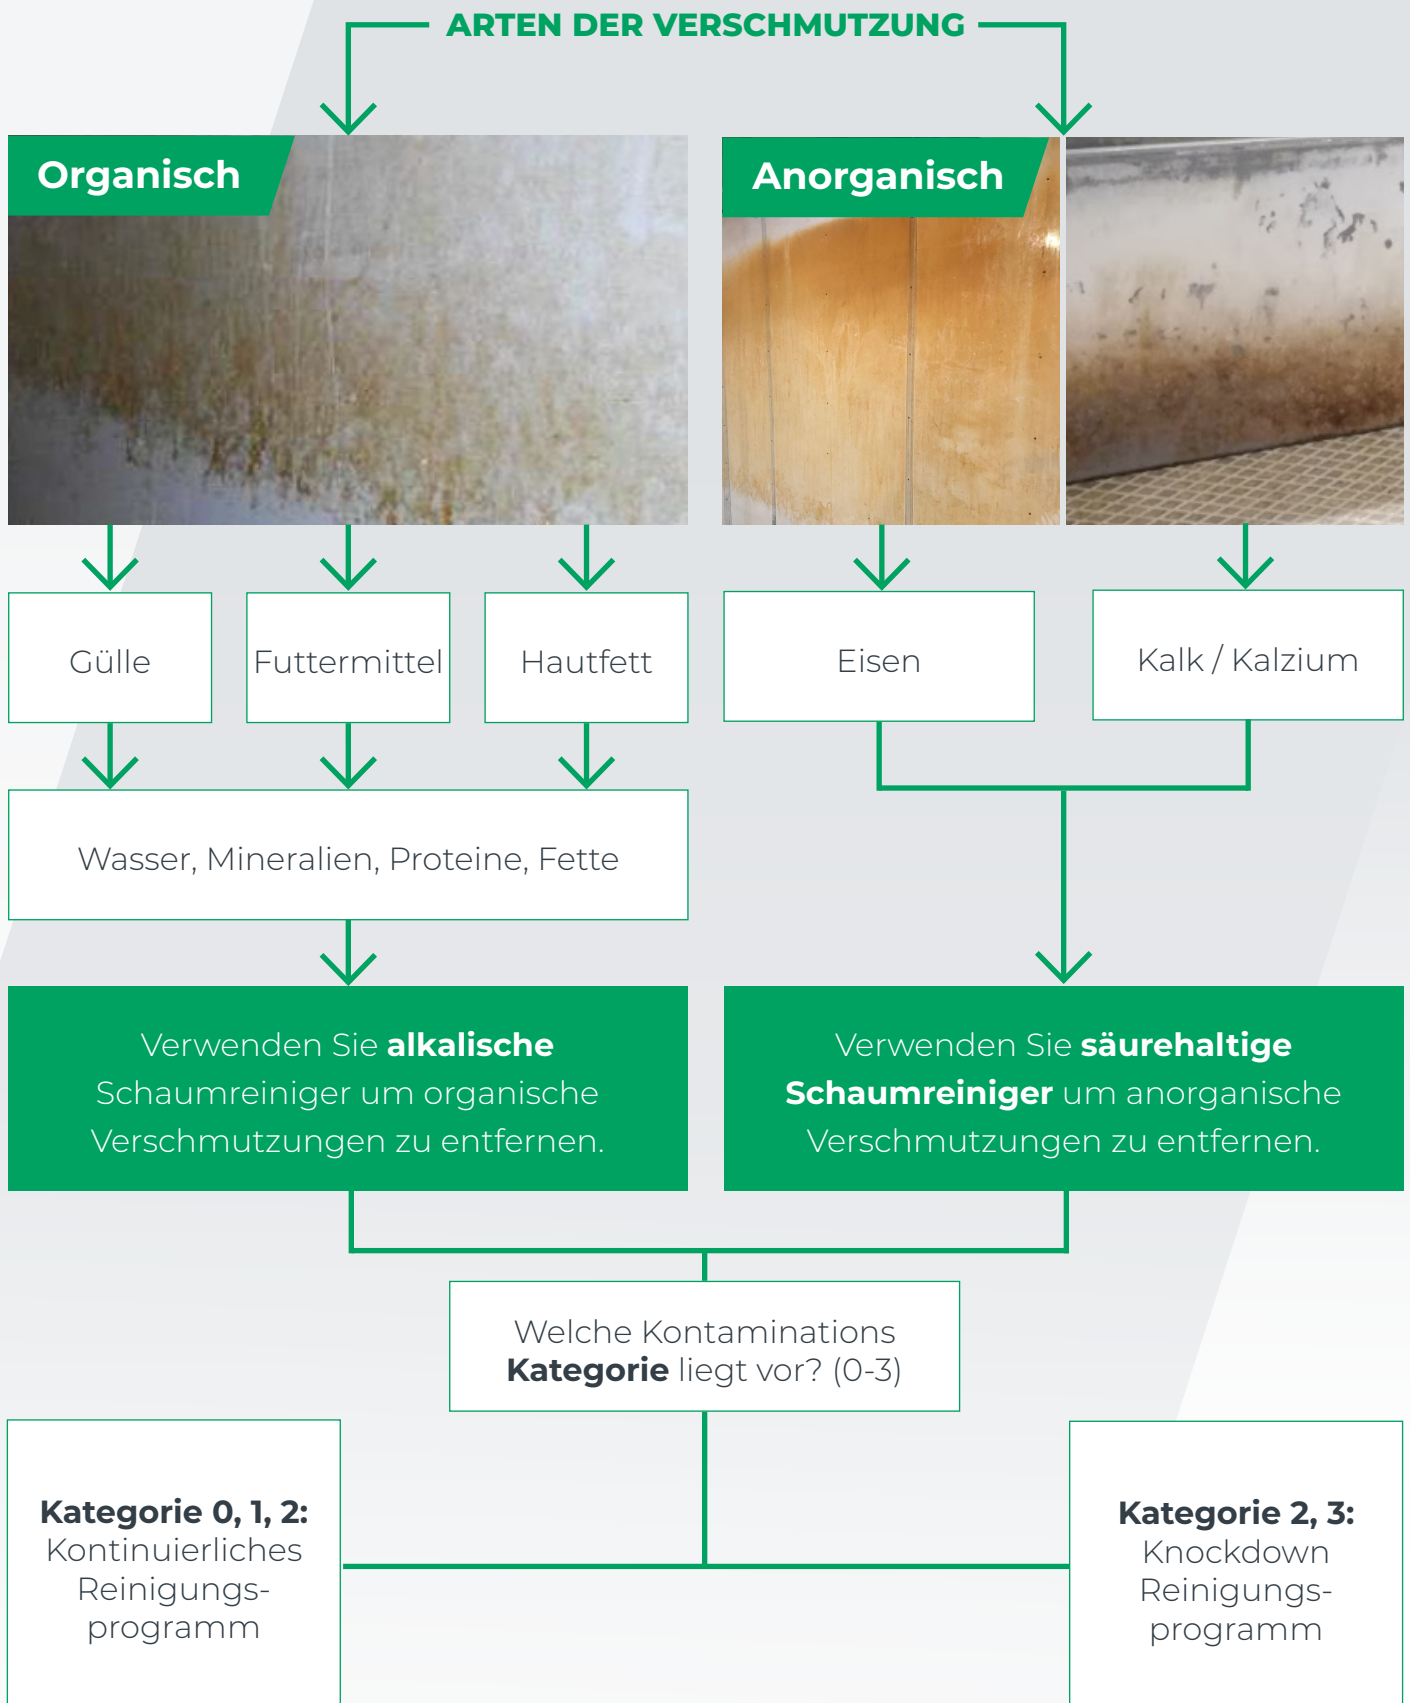 ARTEN DER VERSCHMUTZUNG
Organisch
Anorganisch
Gülle
Futtermittel
Hautfett
Eisen
Kalk / Kalzium
Wasser, Mineralien, Proteine, Fette
Verwenden Sie alkalische
Schaumreiniger um organische
Verschmutzungen zu entfernen.
Verwenden Sie säurehaltige
Schaumreiniger um anorganische
Verschmutzungen zu entfernen.
Welche Kontaminations
Kategorie liegt vor? (0-3)
Kategorie 0, 1, 2:
Kontinuierliches
Reinigungs-
programm
Kategorie 2, 3:
Knockdown
Reinigungs-
programm